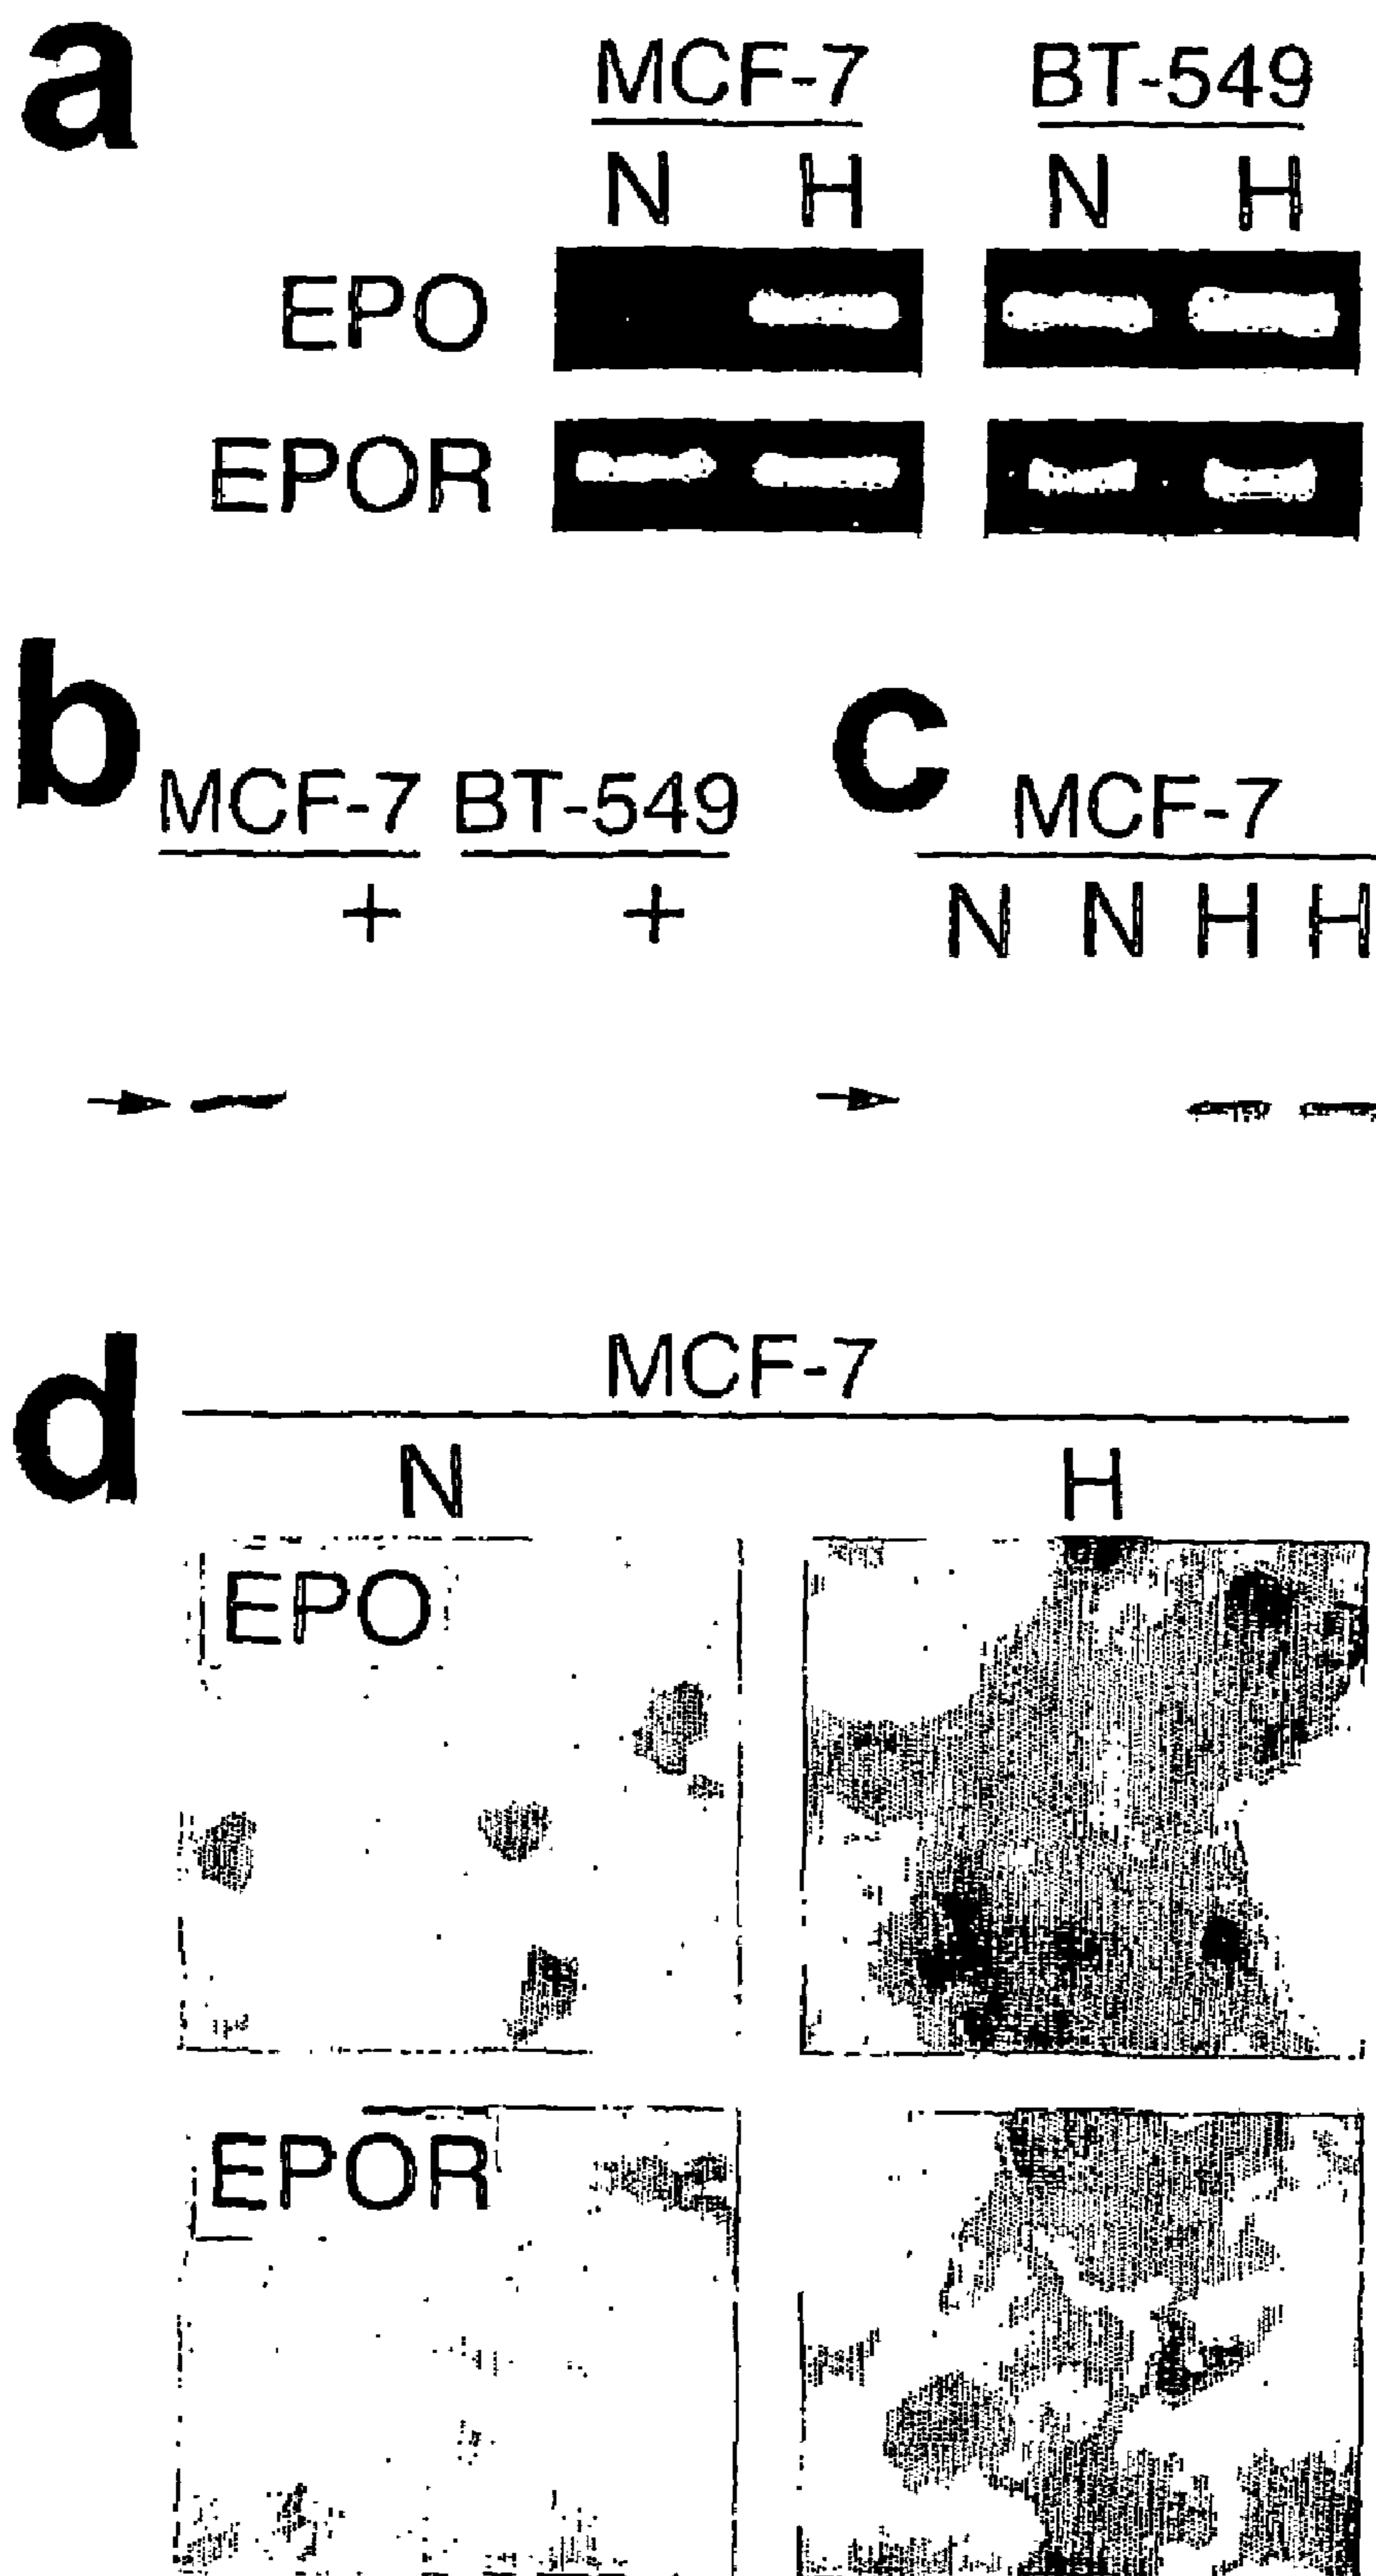 a
MCF-7 BT-549
N H N H
EPO
EPOR
b c
MCF-7 BT-549 MCF-7
+ + N N H H
d
MCF-7
N H
EPO
EPOR